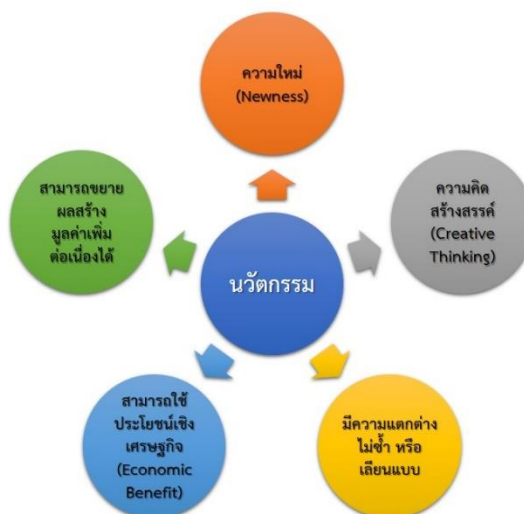 ความใหม่
(Newness)
สามารถขยาย
ผลสร้าง
มูลค่าเพิ่ม
ต่อเนื่องได้
ความคิด
สร้างสรรค์
(Creative
Thinking)
นวัตกรรม
สามารถใช้
ประโยชน์เชิง
เศรษฐกิจ
(Economic
Benefit)
มีความแตกต่าง
ไม่ซ้ำ หรือ
เลียนแบบ